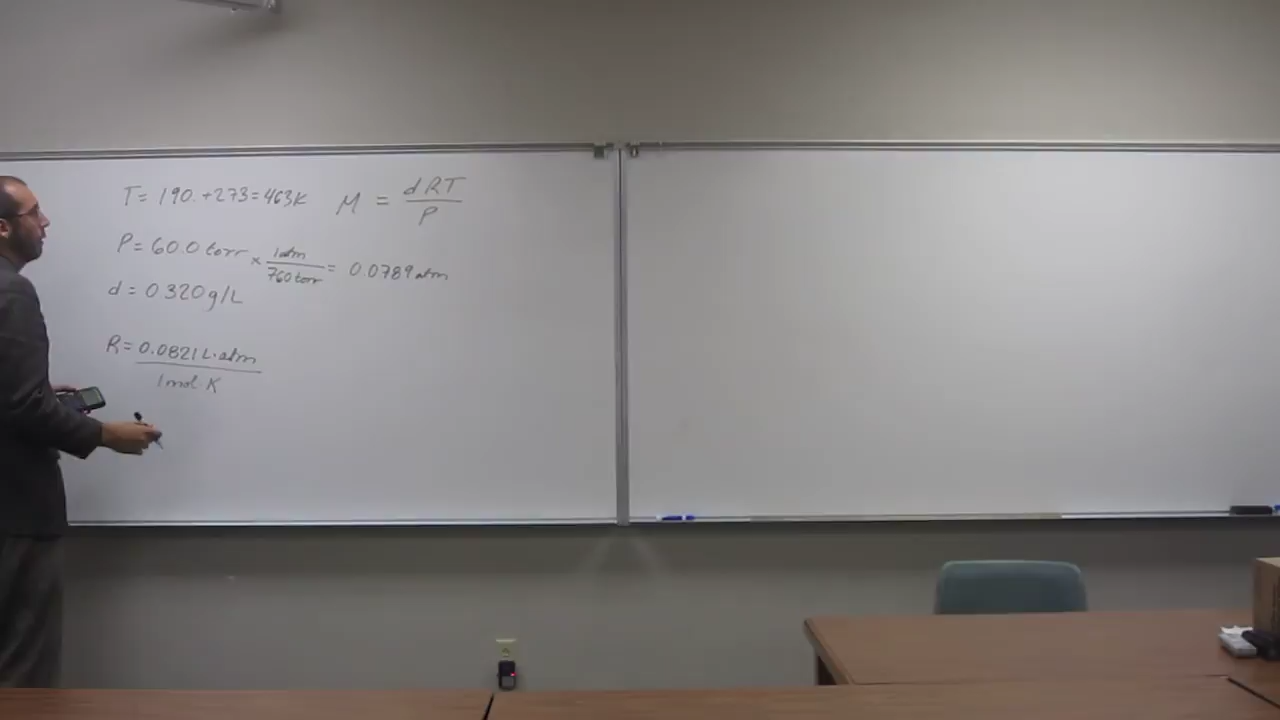 T = 190. + 273 = 463K
M = dRT / P
P = 60.0 torr × 1 atm / 760 torr = 0.0789 atm
d = 0.320 g/L
R = 0.0821 L·atm / 1 mol·K